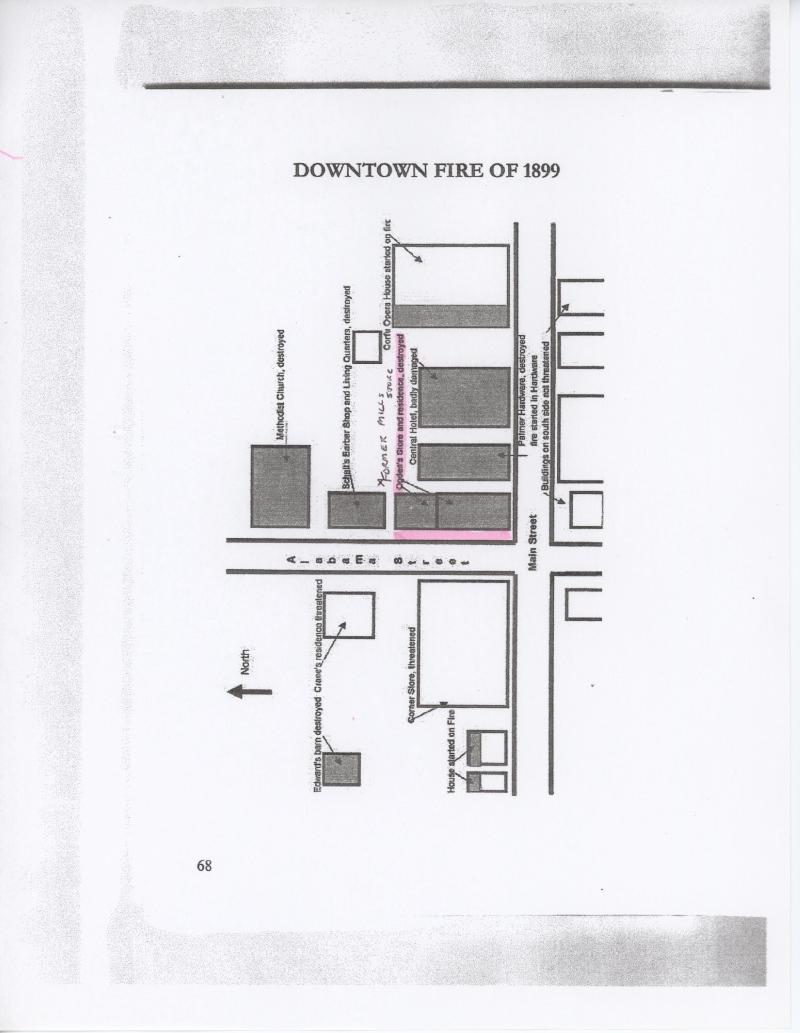 DOWNTOWN FIRE OF 1899
Methodist Church, destroyed
Schall's Barber Shop and Living Quarters, destroyed
Corfu Opera House started on fire
*FORMER MILLS
STORE
Ogden's Store and residence, destroyed
Central Hotel, badly damaged
Palmer Hardware, destroyed
fire started in Hardware
Buildings on south side not threatened
Alabama Street
Main Street
North
Crane's residence threatened
Edward's barn destroyed
Corner Store, threatened
House started on Fire
68